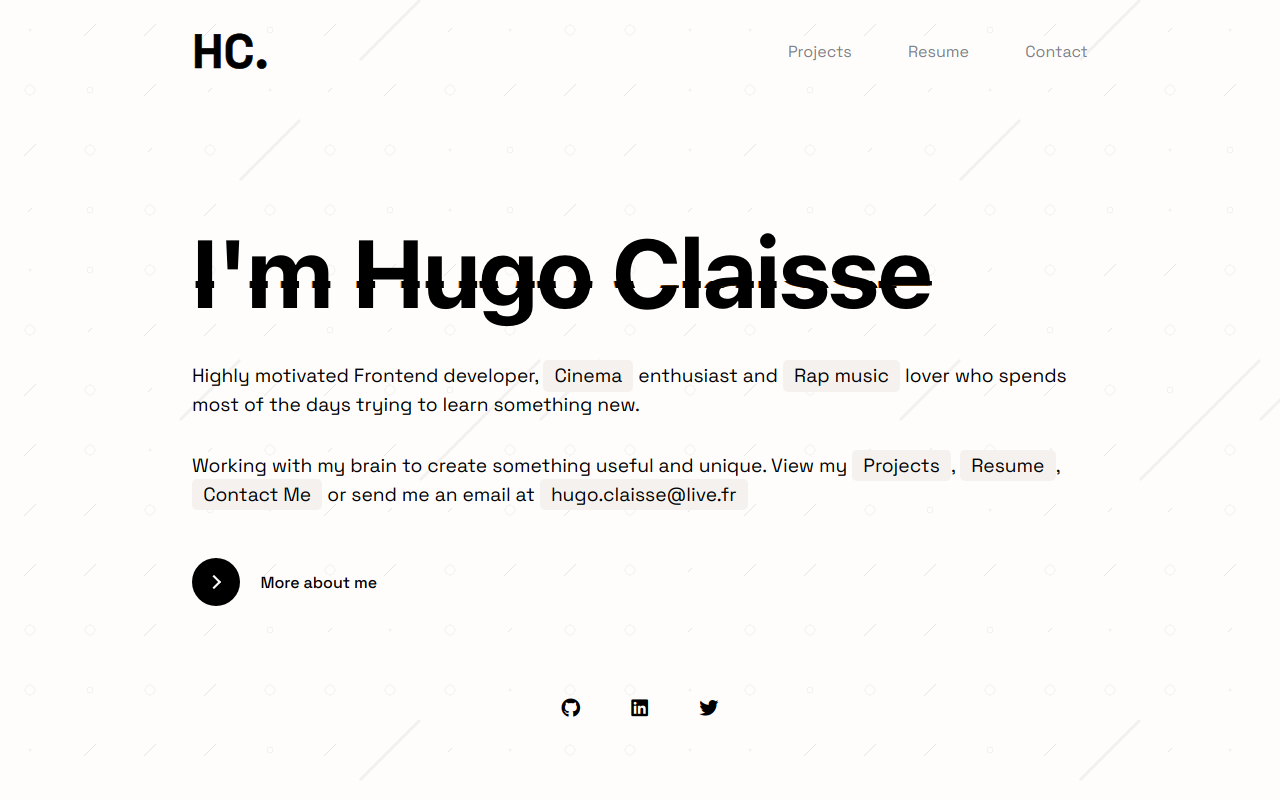 HC.
Projects
Resume
Contact
I'm Hugo Claisse
Highly motivated Frontend developer, Cinema enthusiast and Rap music lover who spends
most of the days trying to learn something new.
Working with my brain to create something useful and unique. View my Projects , Resume ,
Contact Me or send me an email at hugo.claisse@live.fr
More about me